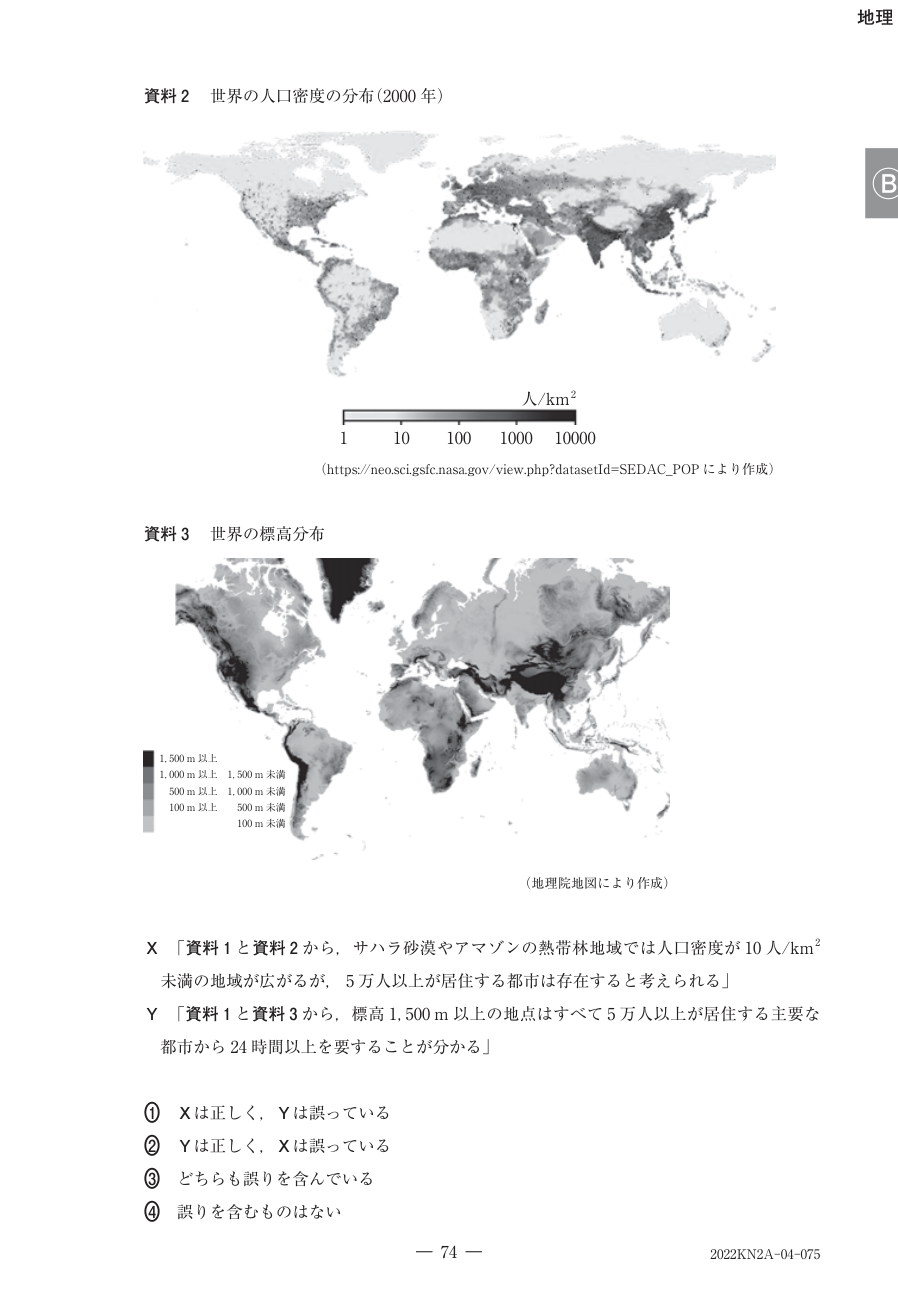 地理
資料2 世界の人口密度の分布(2000年)
B
人/km²
1 10 100 1000 10000
(https://neo.sci.gsfc.nasa.gov/view.php?datasetId=SEDAC_POP により作成)
資料3 世界の標高分布
1,500 m 以上
1,000 m 以上 1,500 m 未満
500 m 以上 1,000 m 未満
100 m 以上 500 m 未満
100 m 未満
(地理院地図により作成)
X 「資料1と資料2から，サハラ砂漠やアマゾンの熱帯林地域では人口密度が10人/km²
未満の地域が広がるが，5万人以上が居住する都市は存在すると考えられる」
Y 「資料1と資料3から，標高1,500 m 以上の地点はすべて5万人以上が居住する主要な
都市から24時間以上を要することが分かる」
① Xは正しく，Yは誤っている
② Yは正しく，Xは誤っている
③ どちらも誤りを含んでいる
④ 誤りを含むものはない
— 74 —
2022KN2A-04-075